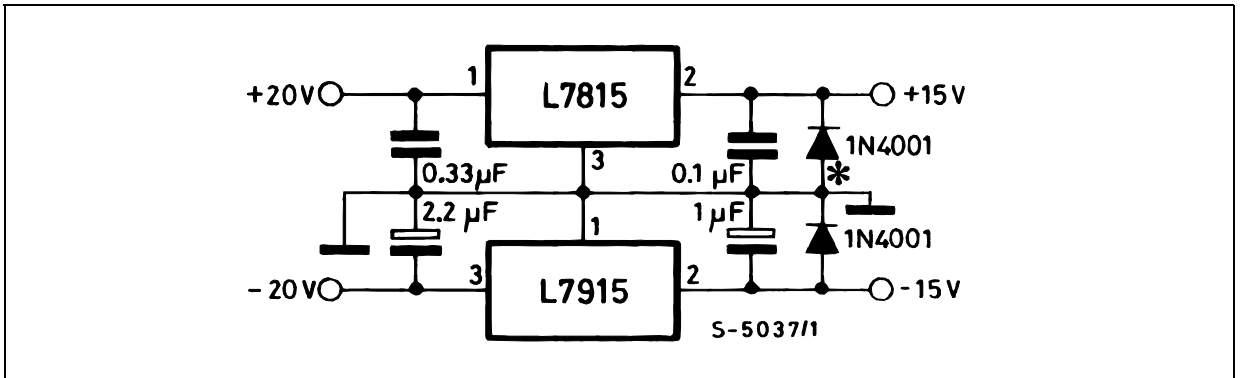 +20V
1
L7815
2
+15V
1N4001
*
3
0.33µF
0.1 µF
2.2 µF
1µF
1
1N4001
-20V
3
L7915
2
-15V
S-5037/1